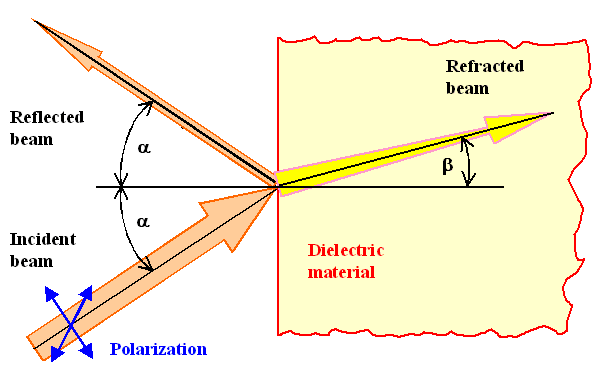 Refracted
beam
Reflected
beam
α
β
α
Incident
beam
Dielectric
material
Polarization